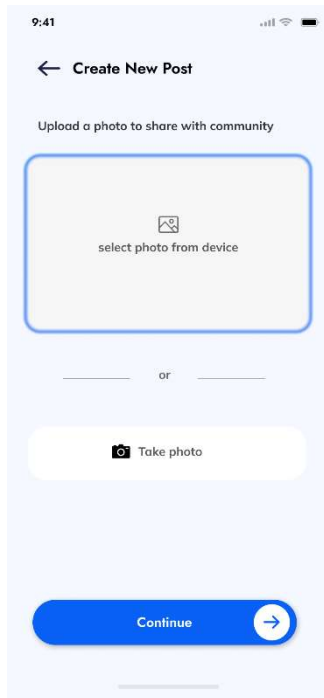 9:41
Create New Post
Upload a photo to share with community
select photo from device
or
Take photo
Continue